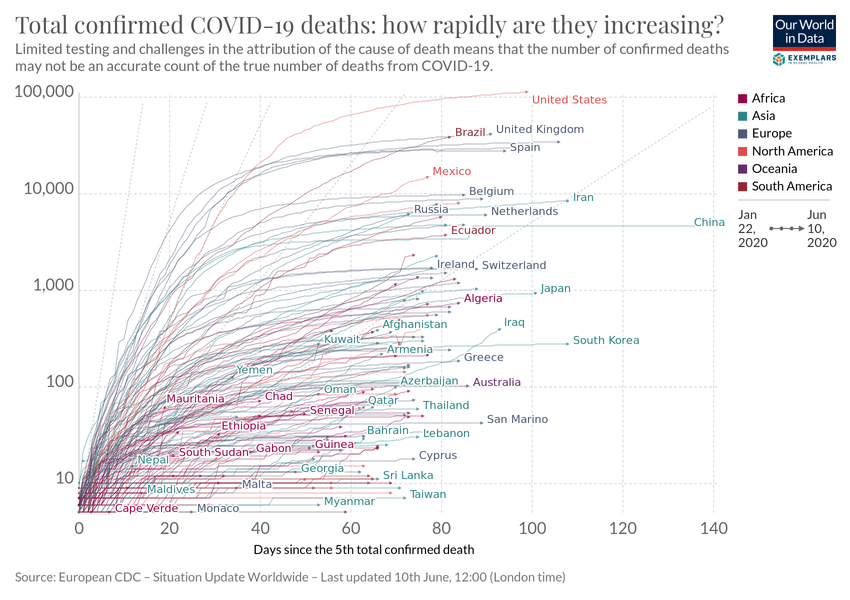 Total confirmed COVID-19 deaths: how rapidly are they increasing?
Limited testing and challenges in the attribution of the cause of death means that the number of confirmed deaths
may not be an accurate count of the true number of deaths from COVID-19.
Our World
in Data
EXEMPLARS
IN GLOBAL HEALTH
100,000
10,000
1,000
100
10
United States
Brazil
United Kingdom
Spain
Mexico
Belgium
Iran
Russia
Netherlands
China
Ecuador
Ireland
Switzerland
Japan
Algeria
Afghanistan
Iraq
Kuwait
South Korea
Armenia
Greece
Yemen
Azerbaijan
Australia
Oman
Mauritania
Chad
Qatar
Senegal
Thailand
San Marino
Ethiopia
Bahrain
Lebanon
Guinea
South Sudan
Gabon
Nepal
Cyprus
Georgia
Sri Lanka
Malta
Maldives
Taiwan
Myanmar
Cape Verde
Monaco
0 20 40 60 80 100 120 140
Days since the 5th total confirmed death
Africa
Asia
Europe
North America
Oceania
South America
Jan
22,
2020
Jun
10,
2020
Source: European CDC – Situation Update Worldwide – Last updated 10th June, 12:00 (London time)